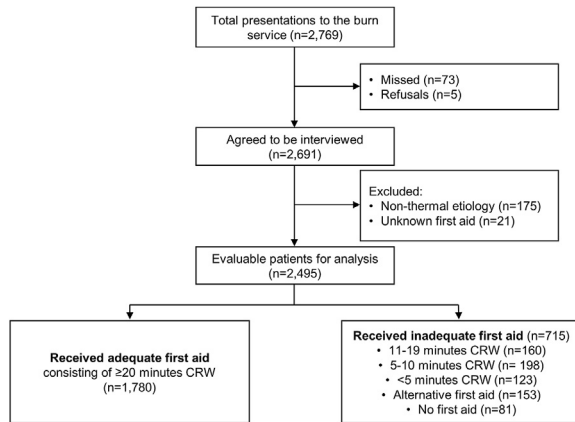 Total presentations to the burn
service (n=2,769)
• Missed (n=73)
• Refusals (n=5)
Agreed to be interviewed
(n=2,691)
Excluded:
• Non-thermal etiology (n=175)
• Unknown first aid (n=21)
Evaluable patients for analysis
(n=2,495)
Received adequate first aid
consisting of ≥20 minutes CRW
(n=1,780)
Received inadequate first aid (n=715)
• 11-19 minutes CRW (n=160)
• 5-10 minutes CRW (n= 198)
• <5 minutes CRW (n=123)
• Alternative first aid (n=153)
• No first aid (n=81)